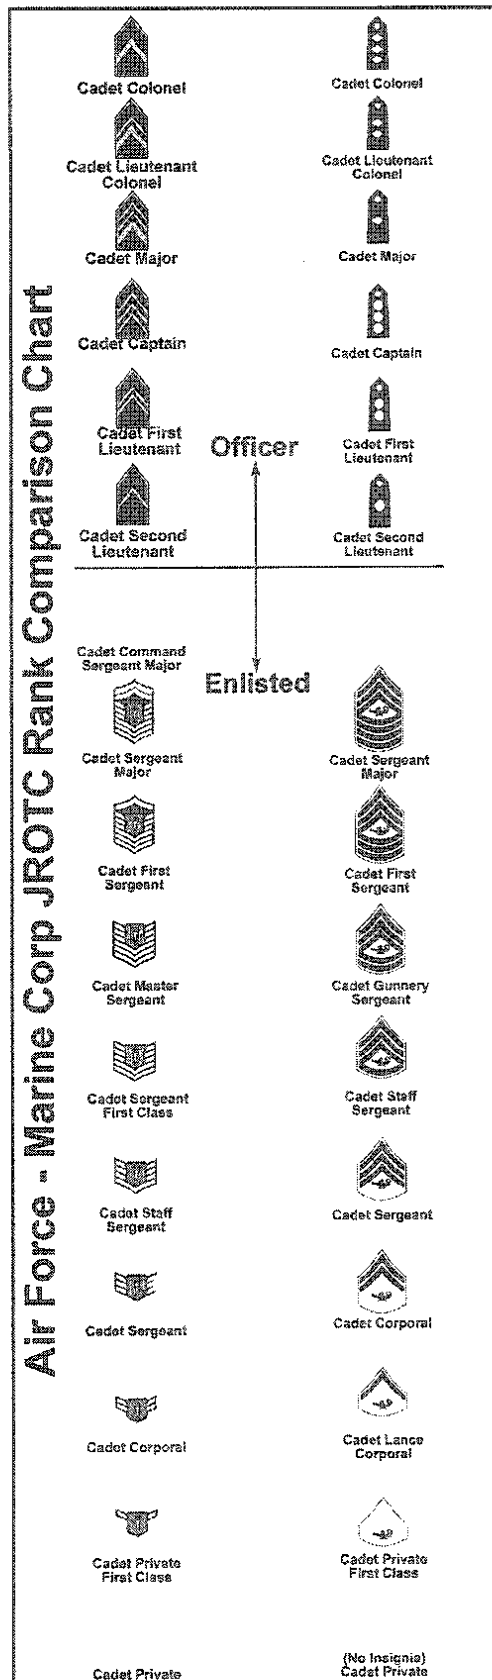 Air Force - Marine Corp JROTC Rank Comparison Chart
Cadet Colonel
Cadet Colonel
Cadet Lieutenant
Colonel
Cadet Lieutenant
Colonel
Cadet Major
Cadet Major
Cadet Captain
Cadet Captain
Cadet First
Lieutenant
Cadet First
Lieutenant
Officer
Cadet Second
Lieutenant
Cadet Second
Lieutenant
Enlisted
Cadet Command
Sergeant Major
Cadet Sergeant
Major
Cadet Sergeant
Major
Cadet First
Sergeant
Cadet First
Sergeant
Cadet Master
Sergeant
Cadet Gunnery
Sergeant
Cadet Sergeant
First Class
Cadet Staff
Sergeant
Cadet Staff
Sergeant
Cadet Sergeant
Cadet Sergeant
Cadet Corporal
Cadet Corporal
Cadet Lance
Corporal
Cadet Private
First Class
Cadet Private
First Class
Cadet Private
(No Insignia)
Cadet Private